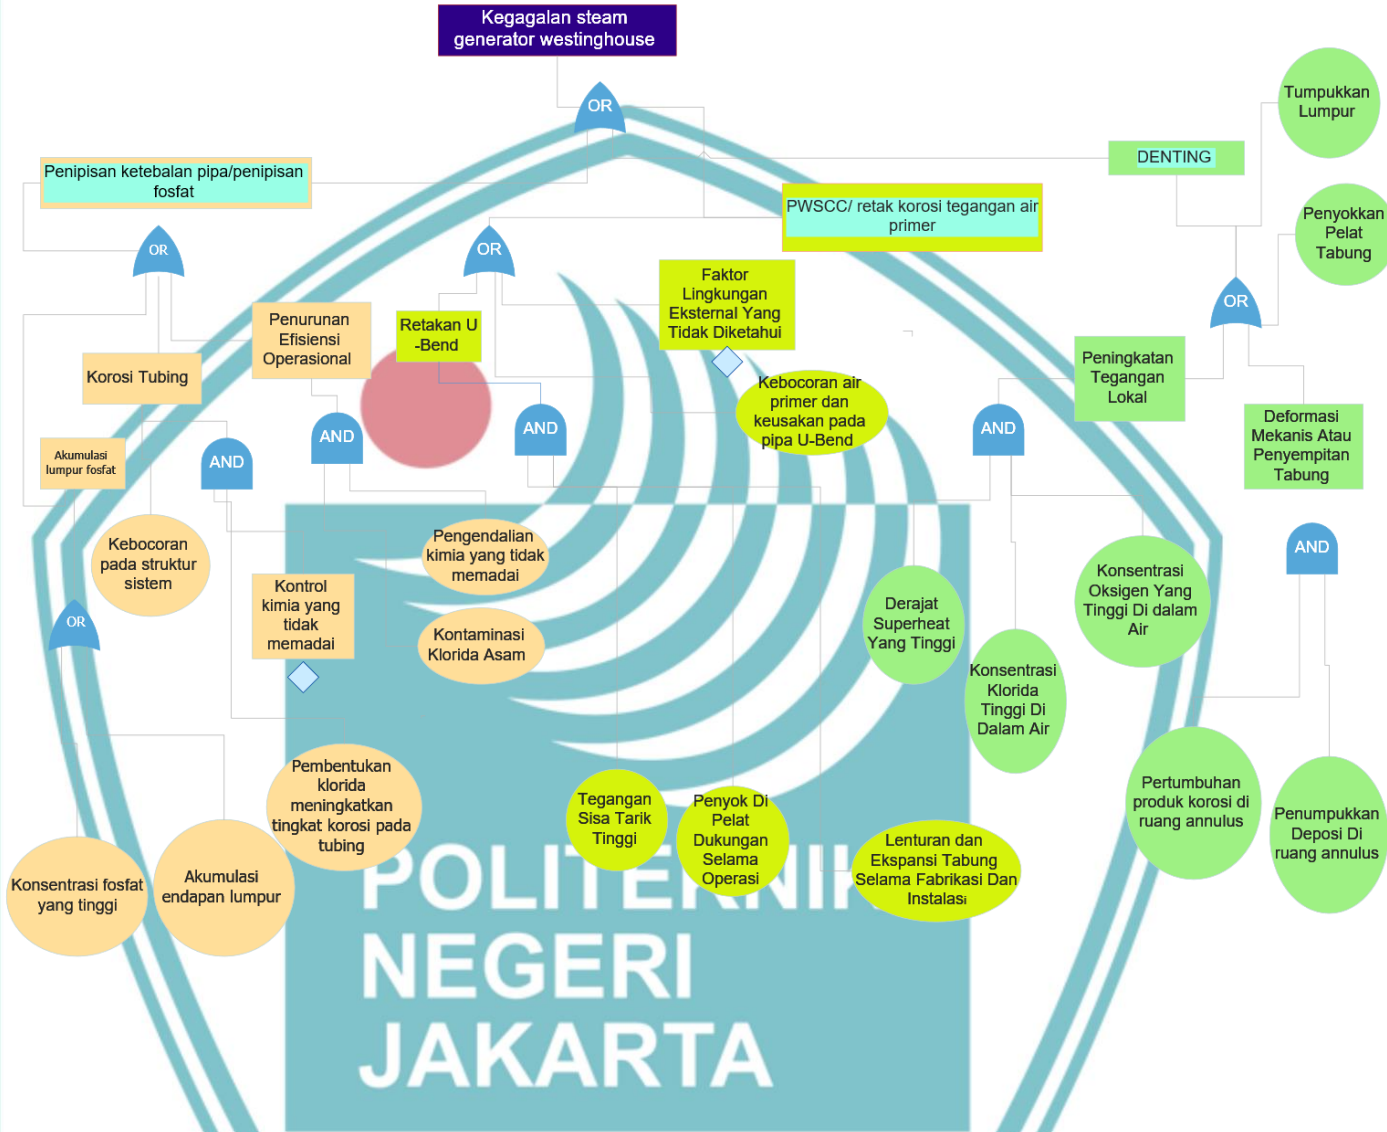 Kegagalan steam
generator westinghouse
OR
Tumpukkan
Lumpur
DENTING
Penipisan ketebalan pipa/penipisan
fosfat
PWSCC/ retak korosi tegangan air
primer
Penyokkan
Pelat
Tabung
OR
OR
OR
Faktor
Lingkungan
Eksternal Yang
Tidak Diketahui
Penurunan
Efisiensi
Operasional
Retakan U
-Bend
Korosi Tubing
Peningkatan
Tegangan
Lokal
Kebocoran air
primer dan
keusakan pada
pipa U-Bend
Deformasi
Mekanis Atau
Penyempitan
Tabung
AND
AND
AND
AND
Akumulasi
lumpur fosfat
Kebocoran
pada struktur
sistem
Pengendalian
kimia yang tidak
memadai
AND
Kontrol
kimia yang
tidak
memadai
Kontaminasi
Klorida Asam
Derajat
Superheat
Yang Tinggi
Konsentrasi
Oksigen Yang
Tinggi Di dalam
Air
OR
Konsentrasi
Klorida
Tinggi Di
Dalam Air
Pembentukan
klorida
meningkatkan
tingkat korosi pada
tubing
Tegangan
Sisa Tarik
Tinggi
Penyok Di
Pelat
Dukungan
Selama
Operasi
Lenturan dan
Ekspansi Tabung
Selama Fabrikasi Dan
Instalasi
Pertumbuhan
produk korosi di
ruang annulus
Penumpukkan
Deposi Di
ruang annulus
Konsentrasi fosfat
yang tinggi
Akumulasi
endapan lumpur
POLITEKNIK
NEGERI
JAKARTA